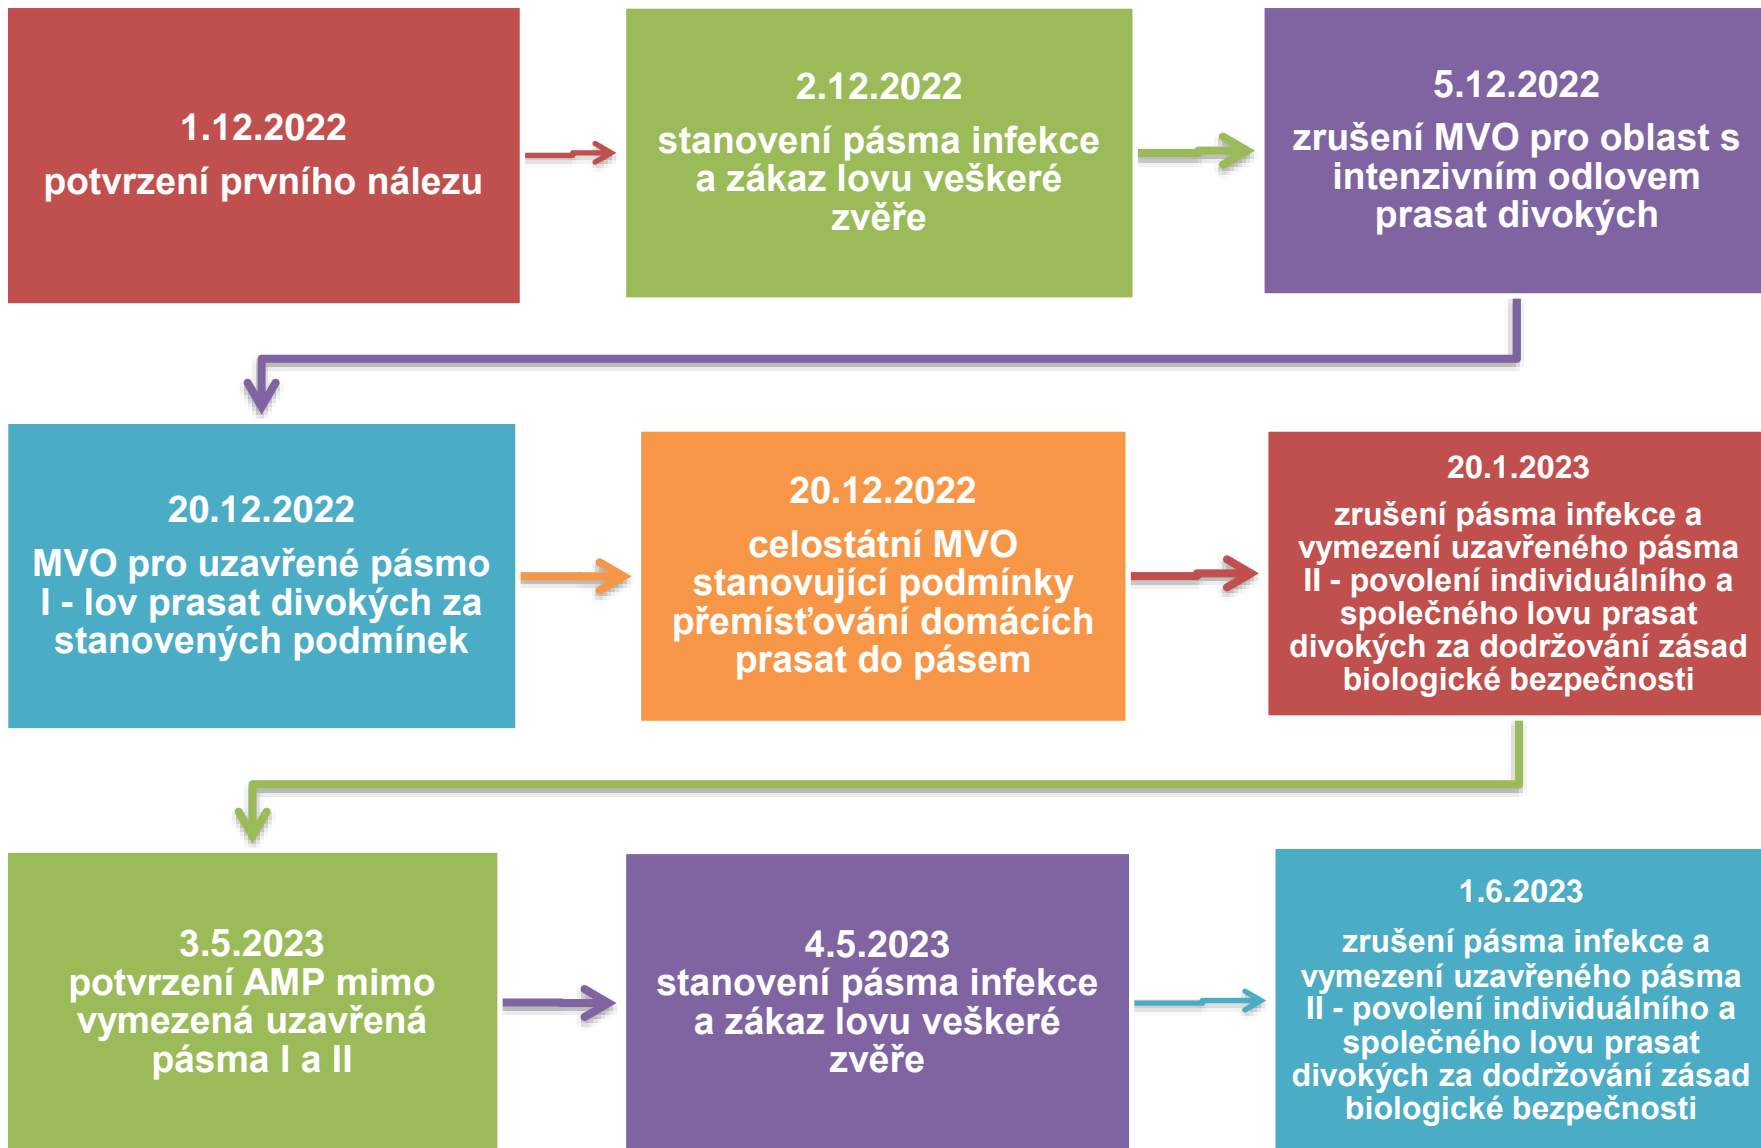 1.12.2022
potvrzení prvního nálezu
2.12.2022
stanovení pásma infekce
a zákaz lovu veškeré
zvěře
5.12.2022
zrušení MVO pro oblast s
intenzivním odlovem
prasat divokých
20.12.2022
MVO pro uzavřené pásmo
I - lov prasat divokých za
stanovených podmínek
20.12.2022
celostátní MVO
stanovující podmínky
přemísťování domácích
prasat do pásem
20.1.2023
zrušení pásma infekce a
vymezení uzavřeného pásma
II - povolení individuálního a
společného lovu prasat
divokých za dodržování zásad
biologické bezpečnosti
3.5.2023
potvrzení AMP mimo
vymezená uzavřená
pásma I a II
4.5.2023
stanovení pásma infekce
a zákaz lovu veškeré
zvěře
1.6.2023
zrušení pásma infekce a
vymezení uzavřeného pásma
II - povolení individuálního a
společného lovu prasat
divokých za dodržování zásad
biologické bezpečnosti